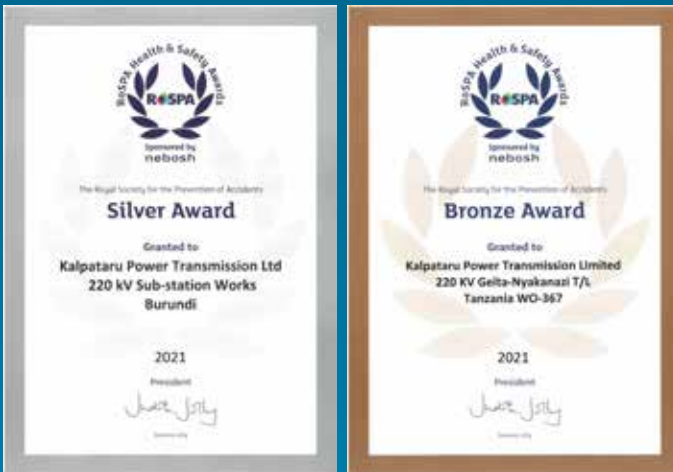 RoSPA Health & Safety Awards
RoSPA
Sponsored by
nebosh
The Royal Society for the Prevention of Accidents
Silver Award
Granted to
Kalpataru Power Transmission Ltd
220 kV Sub-station Works
Burundi
2021
President
RoSPA Health & Safety Awards
RoSPA
Sponsored by
nebosh
The Royal Society for the Prevention of Accidents
Bronze Award
Granted to
Kalpataru Power Transmission Limited
220 KV Geita-Nyakanazi T/L
Tanzania WO-367
2021
President